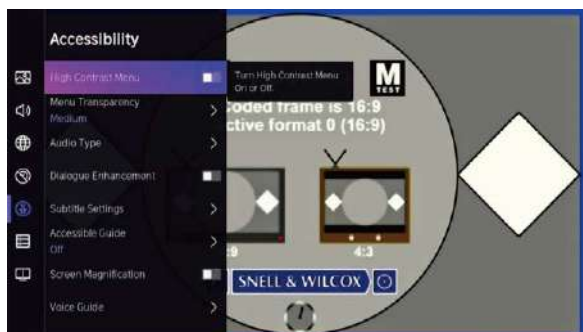 Accessibility
High Contrast Menu
Turn High Contrast Menu
On or Off.
Menu Transparency
Medium
Audio Type
Dialogue Enhancement
Subtitle Settings
Accessible Guide
Off
Screen Magnification
Voice Guide
M
TEST
Coded frame is 16:9
ctive format 0 (16:9)
:9
4:3
SNELL & WILCOX